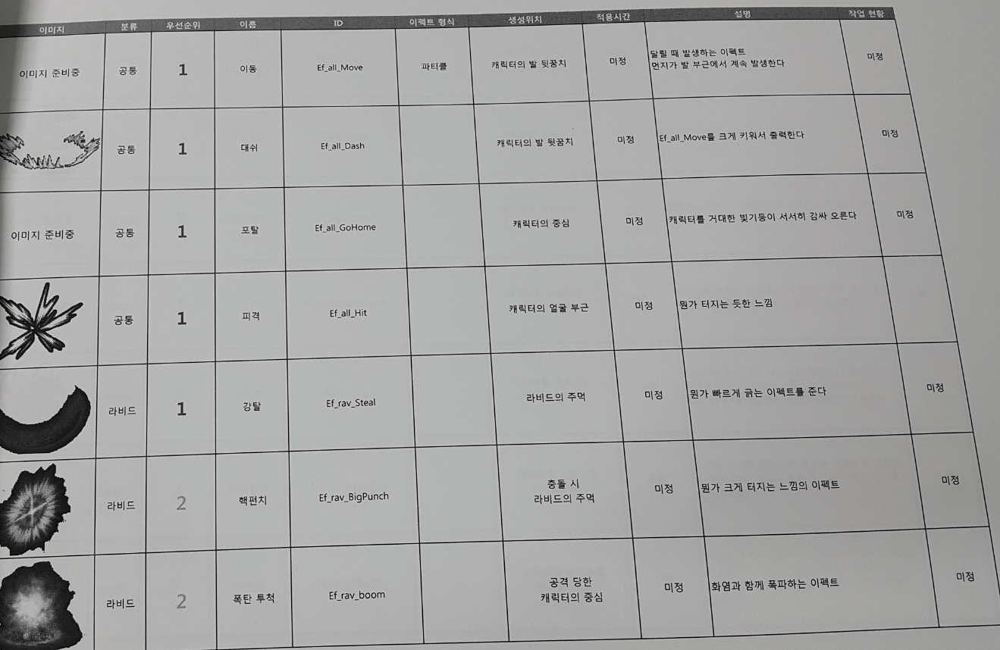 이미지 분류 우선순위 이름 ID 이펙트 형식 생성위치 적용시간 설명 작업 현황
이미지 준비중 공통 1 이동 Ef_all_Move 파티클 캐릭터의 발 뒷꿈치 미정 달릴 때 발생하는 이펙트
먼지가 발 부근에서 계속 발생한다 미정
공통 1 대쉬 Ef_all_Dash 캐릭터의 발 뒷꿈치 미정 Ef_all_Move를 크게 키워서 출력한다 미정
이미지 준비중 공통 1 포탈 Ef_all_GoHome 캐릭터의 중심 미정 캐릭터를 거대한 빛기둥이 서서히 감싸 오른다 미정
공통 1 피격 Ef_all_Hit 캐릭터의 얼굴 부근 미정 뭔가 터지는 듯한 느낌
라비드 1 강탈 Ef_rav_Steal 라비드의 주먹 미정 뭔가 빠르게 긁는 이펙트를 준다 미정
라비드 2 핵펀치 Ef_rav_BigPunch 충돌 시
라비드의 주먹 미정 뭔가 크게 터지는 느낌의 이펙트 미정
라비드 2 폭탄 투척 Ef_rav_boom 공격 당한
캐릭터의 중심 미정 화염과 함께 폭파하는 이펙트 미정